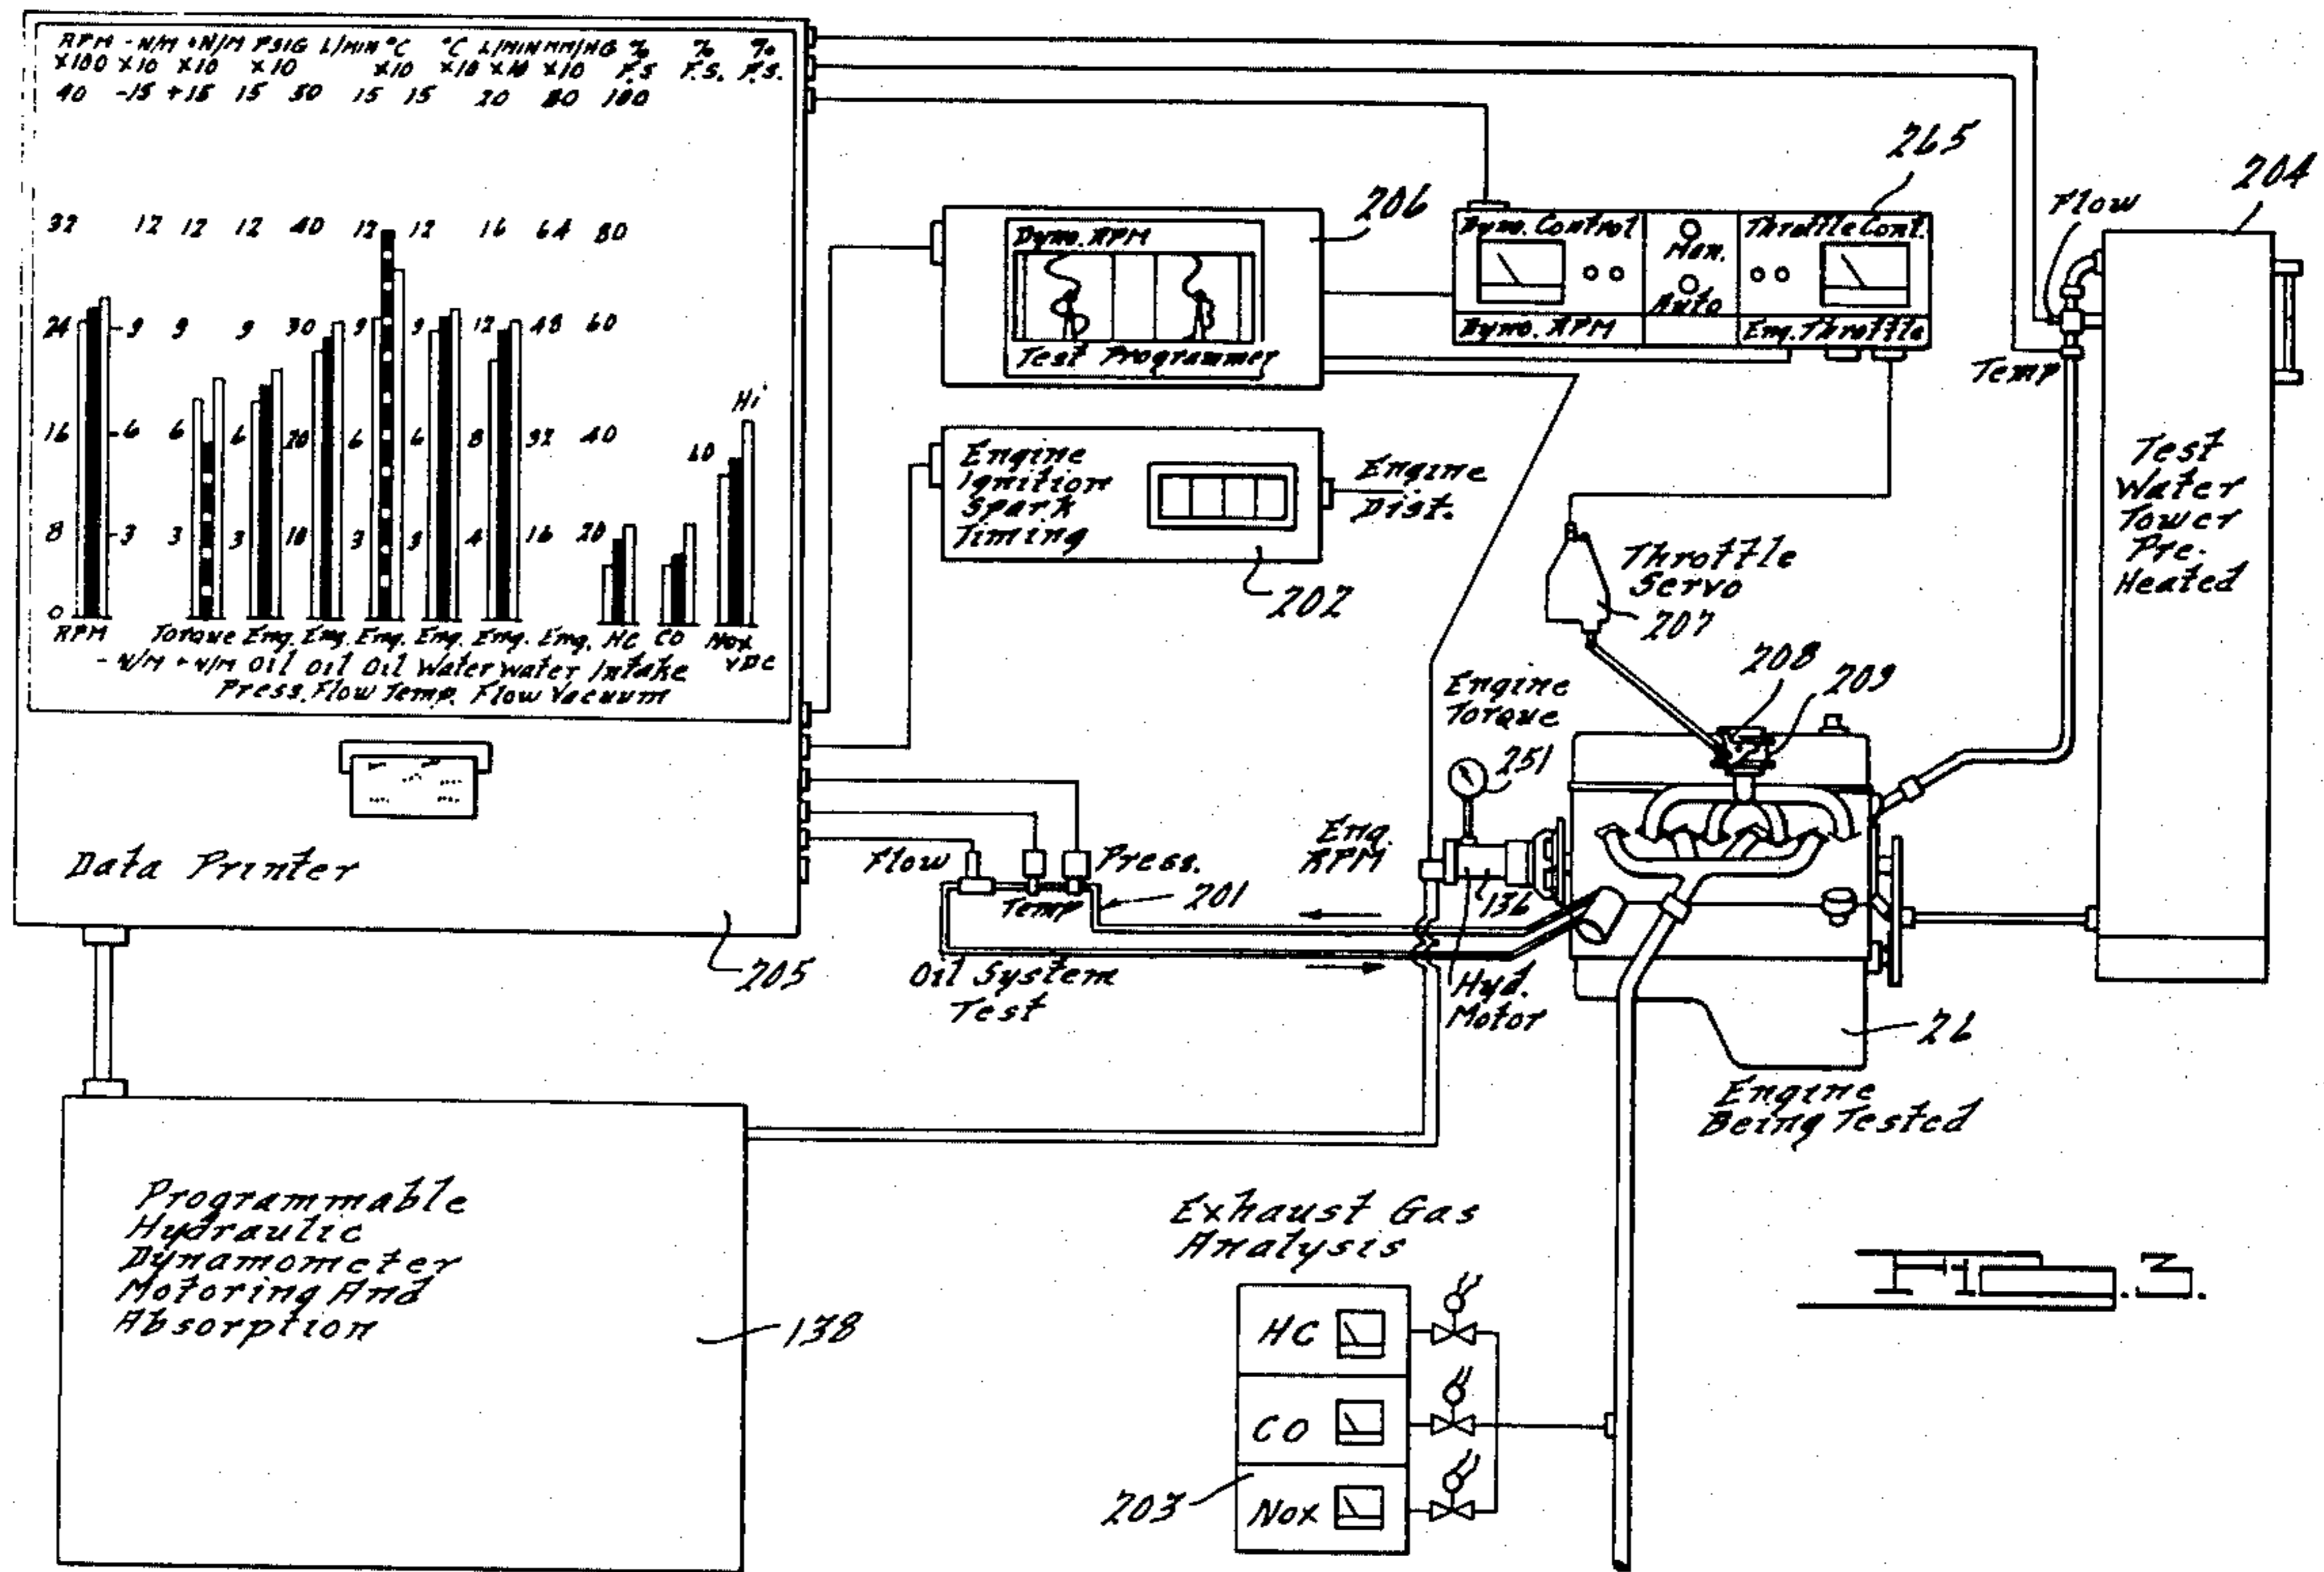 RPM -N/M +N/M PSIG L/MIN °C °C L/MIN MM/HG % % %
X100 X10 X10 X10 X10 X10 X10 X10 F.S F.S. F.S.
40 -15 +15 15 50 15 15 20 80 100
32 12 12 12 40 12 12 16 64 80
24 9 9 9 30 9 9 12 48 60
Hi
16 6 6 6 20 6 6 8 32 40
10
8 3 3 3 10 3 3 4 16 20
0
RPM Torque Eng. Eng. Eng. Eng. Eng. Eng. HC CO Nox
-N/M +N/M Oil Oil Oil Water Water Intake VDC
Press. Flow Temp. Flow Vacuum
Data Printer
205
Dyno. RPM
Test Programmer
206
Dyno. Control
Man.
Auto
Throttle Cont.
Dyno. RPM
Eng. Throttle
265
Flow
204
Temp
Test
Water
Tower
Pre.
Heated
Engine
Ignition
Spark
Timing
Engine
Dist.
202
Throttle
Servo
207
208
209
Engine
Torque
251
Eng.
RPM
136
Hyd.
Motor
Flow
Temp
Press.
201
Oil System
Test
26
Engine
Being Tested
Programmable
Hydraulic
Dynamometer
Motoring And
Absorption
138
Exhaust Gas
Analysis
HC
CO
Nox
203